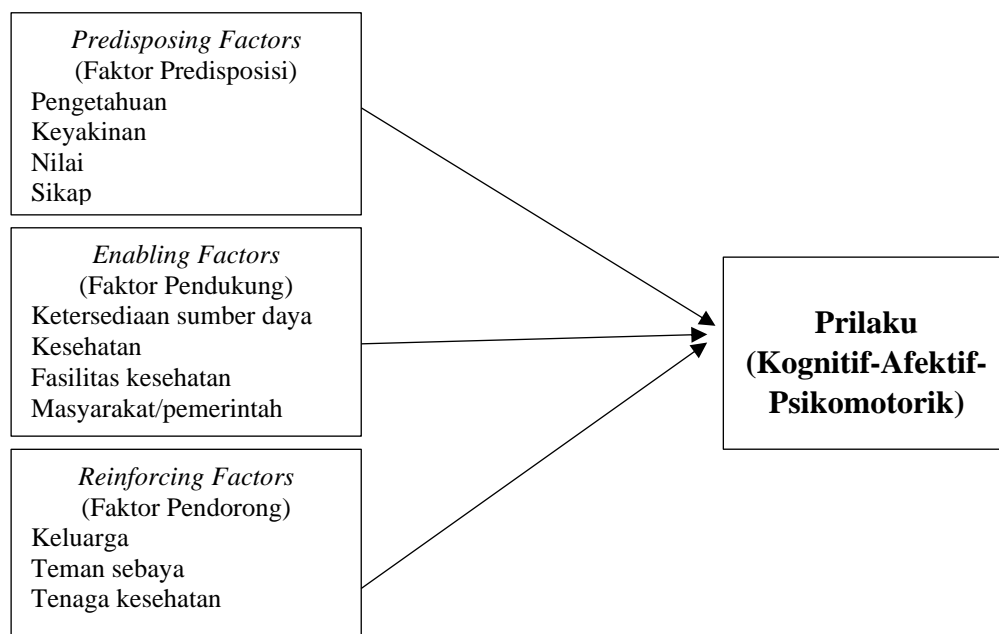 Predisposing Factors
(Faktor Predisposisi)
Pengetahuan
Keyakinan
Nilai
Sikap
Enabling Factors
(Faktor Pendukung)
Ketersediaan sumber daya
Kesehatan
Fasilitas kesehatan
Masyarakat/pemerintah
Reinforcing Factors
(Faktor Pendorong)
Keluarga
Teman sebaya
Tenaga kesehatan
Prilaku
(Kognitif-Afektif-
Psikomotorik)